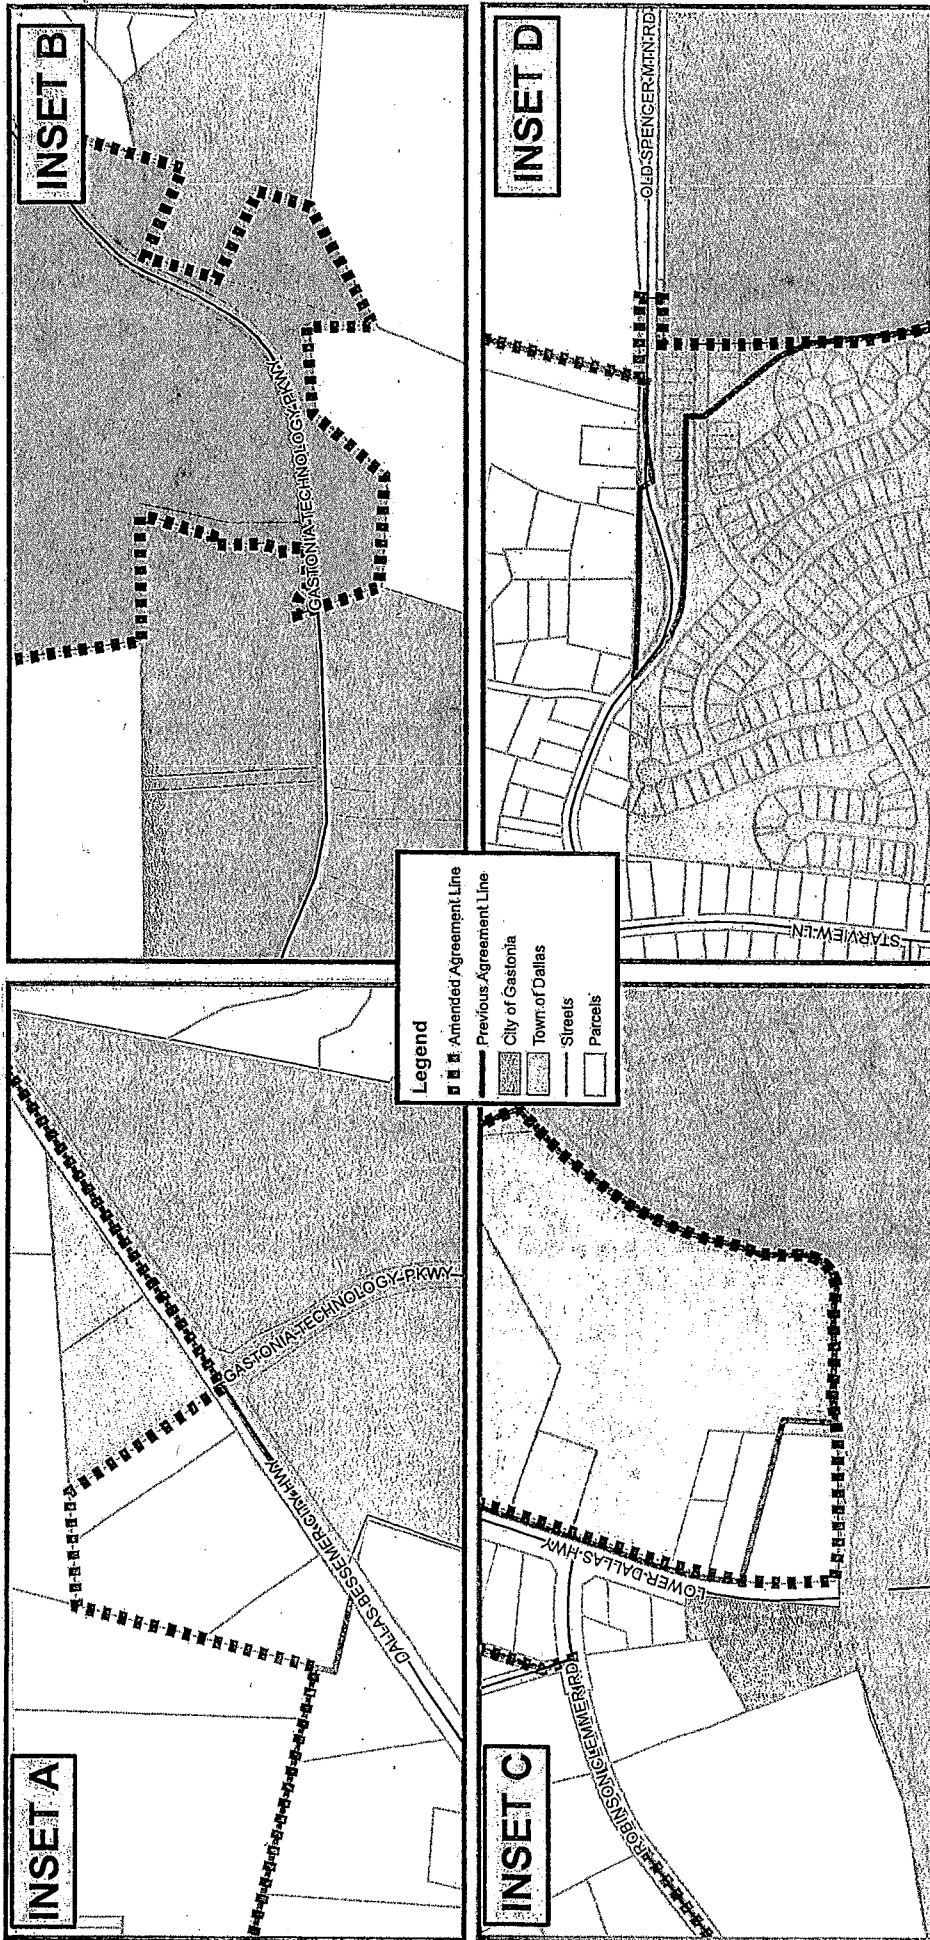 INSET A
DALLAS-BESSEMER CITY HWY
GASTONIA-TECHNOLOGY-PKWY
INSET B
GASTONIA-TECHNOLOGY-PKWY
Legend
Amended Agreement Line
Previous Agreement Line
City of Gastonia
Town of Dallas
Streets
Parcels
INSET C
ROBINSON-CLEMMER-RD
LOWER-DALLAS-HWY
INSET D
STARVIEW-LN
OLD-SPENCER-MTN-RD